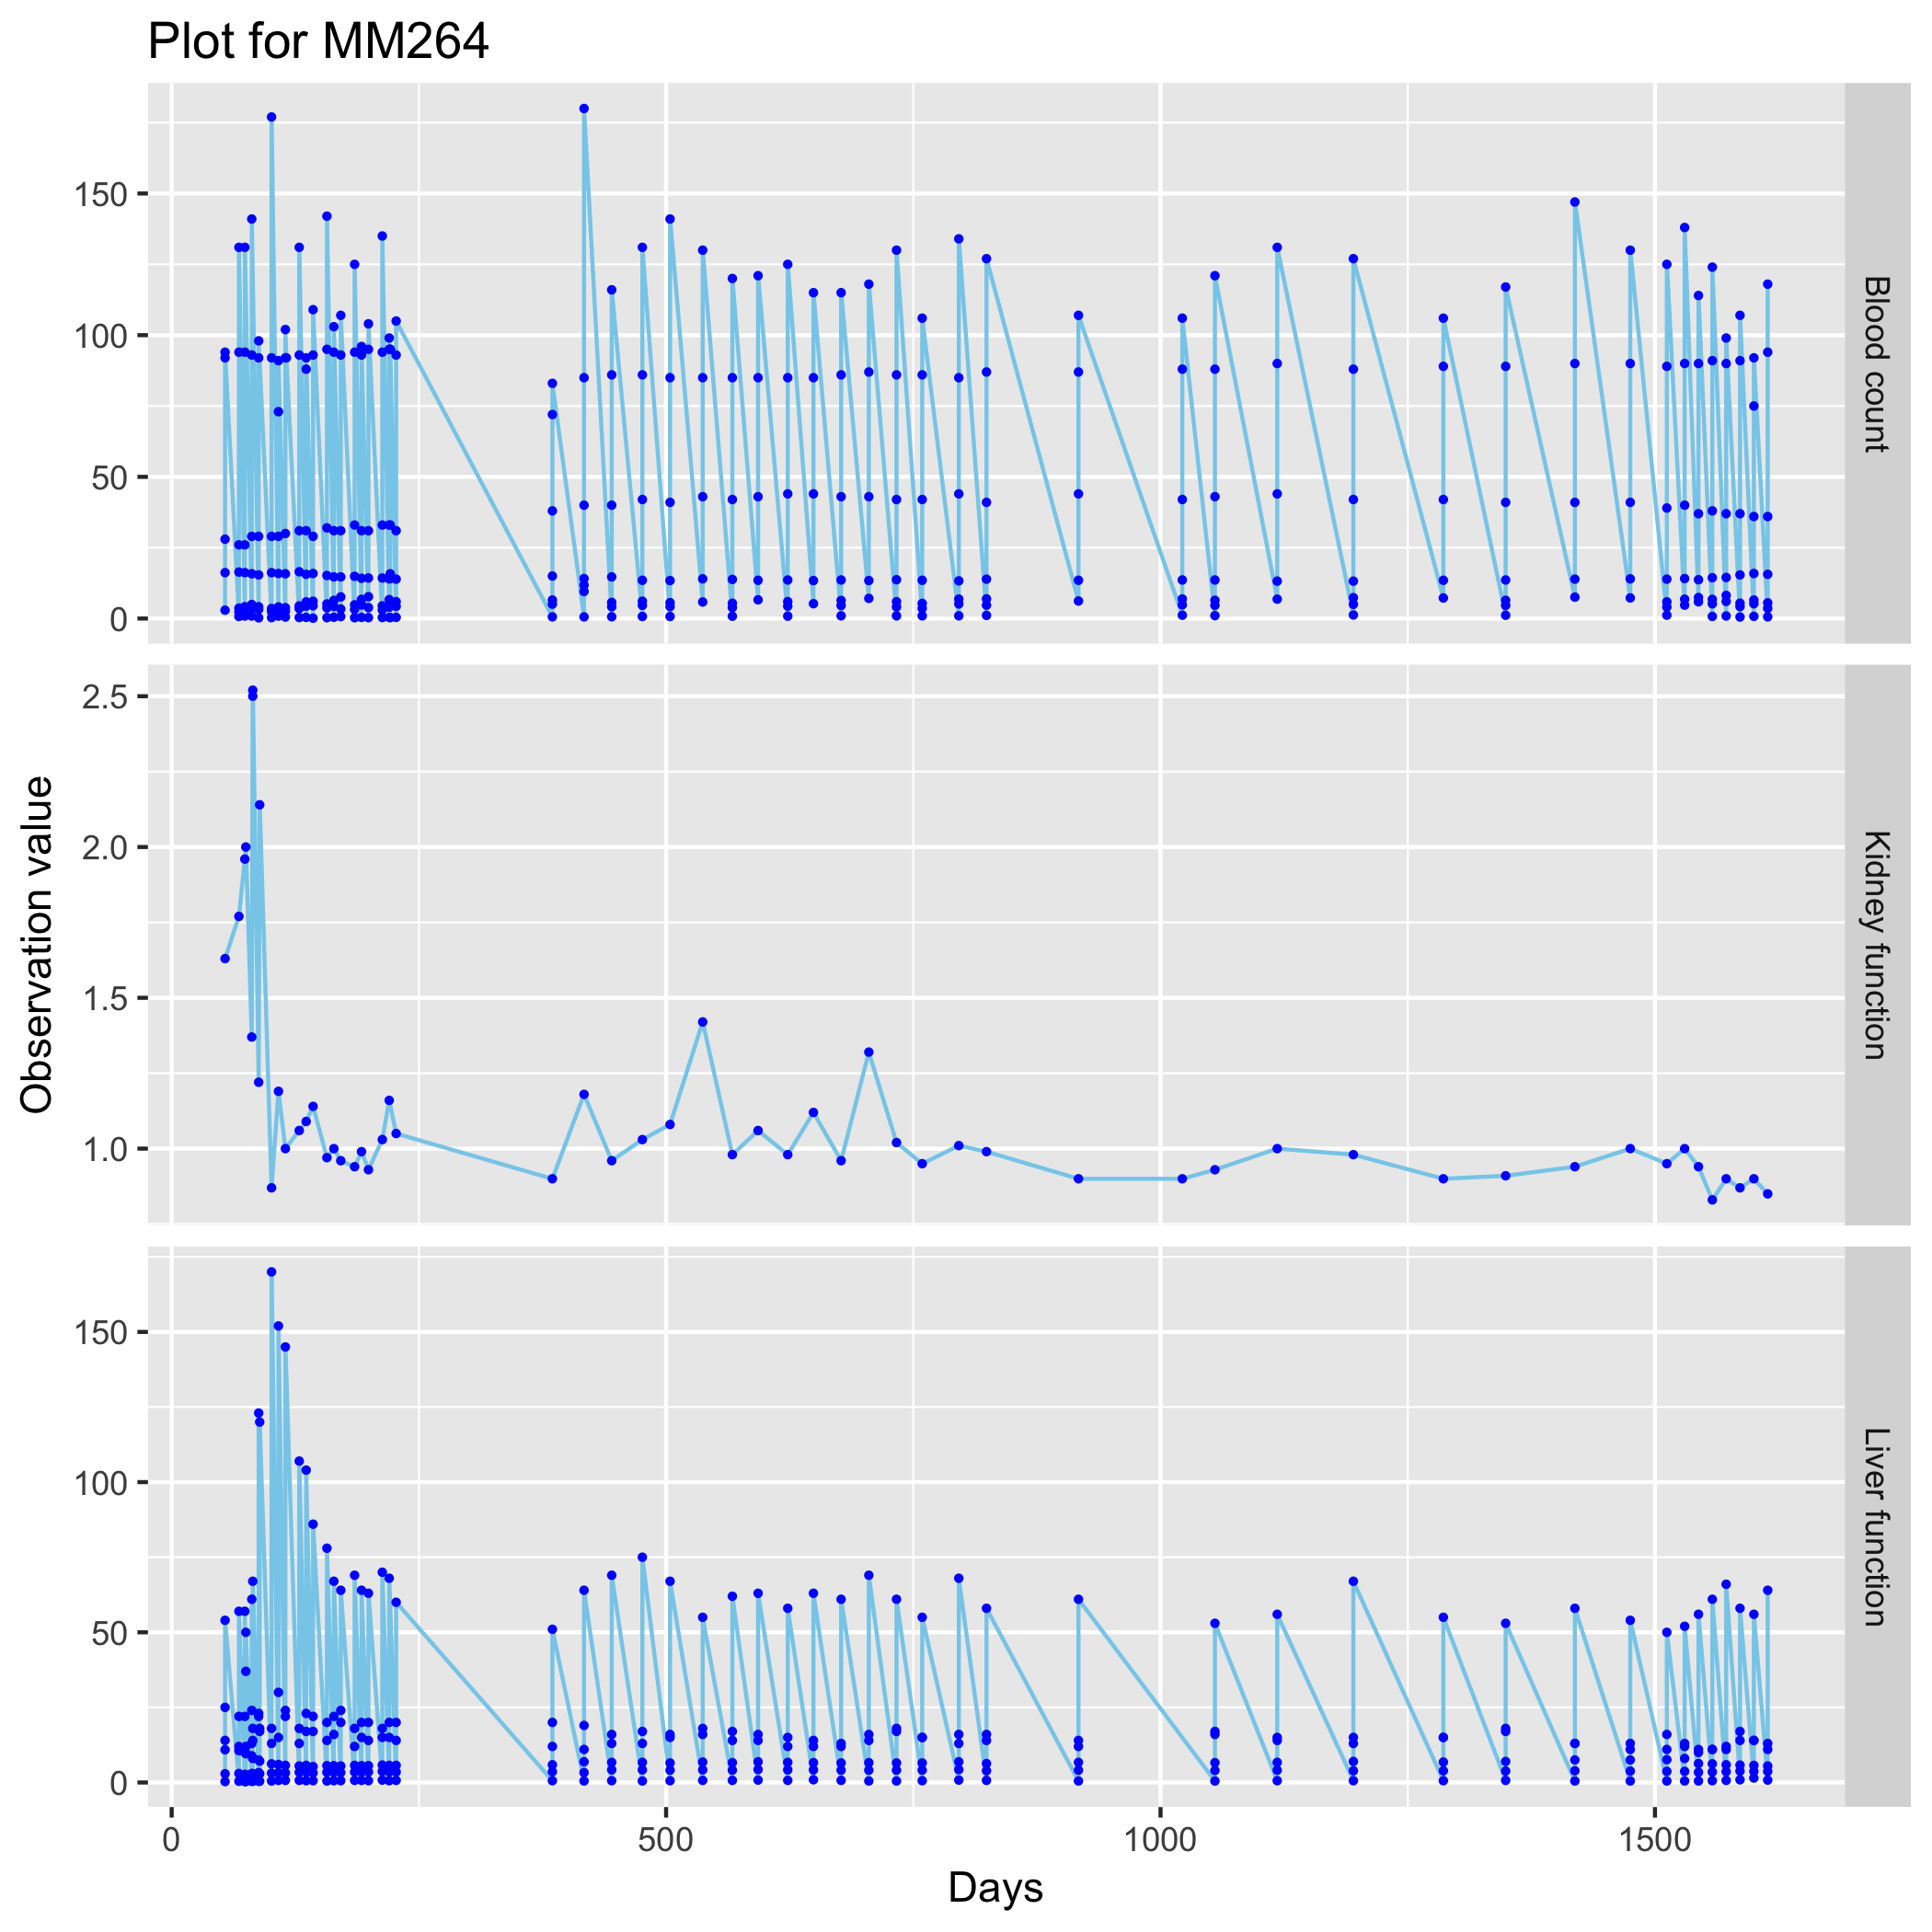 Plot for MM264
150
100
50
0
Blood count
2.5
2.0
1.5
1.0
Kidney function
150
100
50
0
Liver function
Observation value
0 500 1000 1500
Days